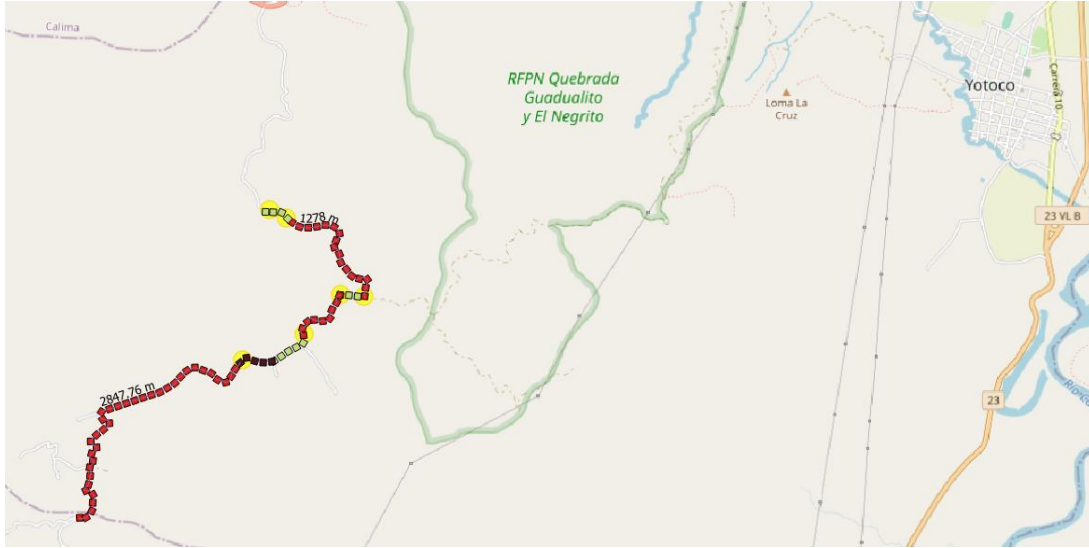 Calima
RFPN Quebrada
Guadualito
y El Negrito
Loma La
Cruz
Yotoco
Carrera 10
23 VL B
1278 m
2847.76 m
23